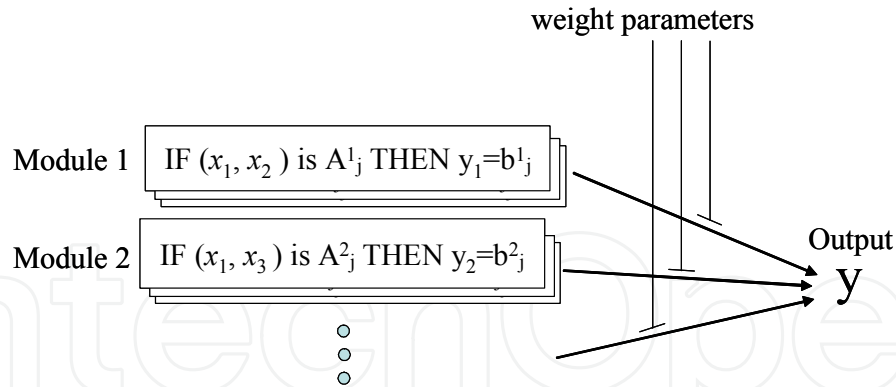 weight parameters
Module 1 IF (x₁, x₂ ) is A¹ⱼ THEN y₁=b¹ⱼ
Module 2 IF (x₁, x₃ ) is A²ⱼ THEN y₂=b²ⱼ
Output
y
ntechOpe